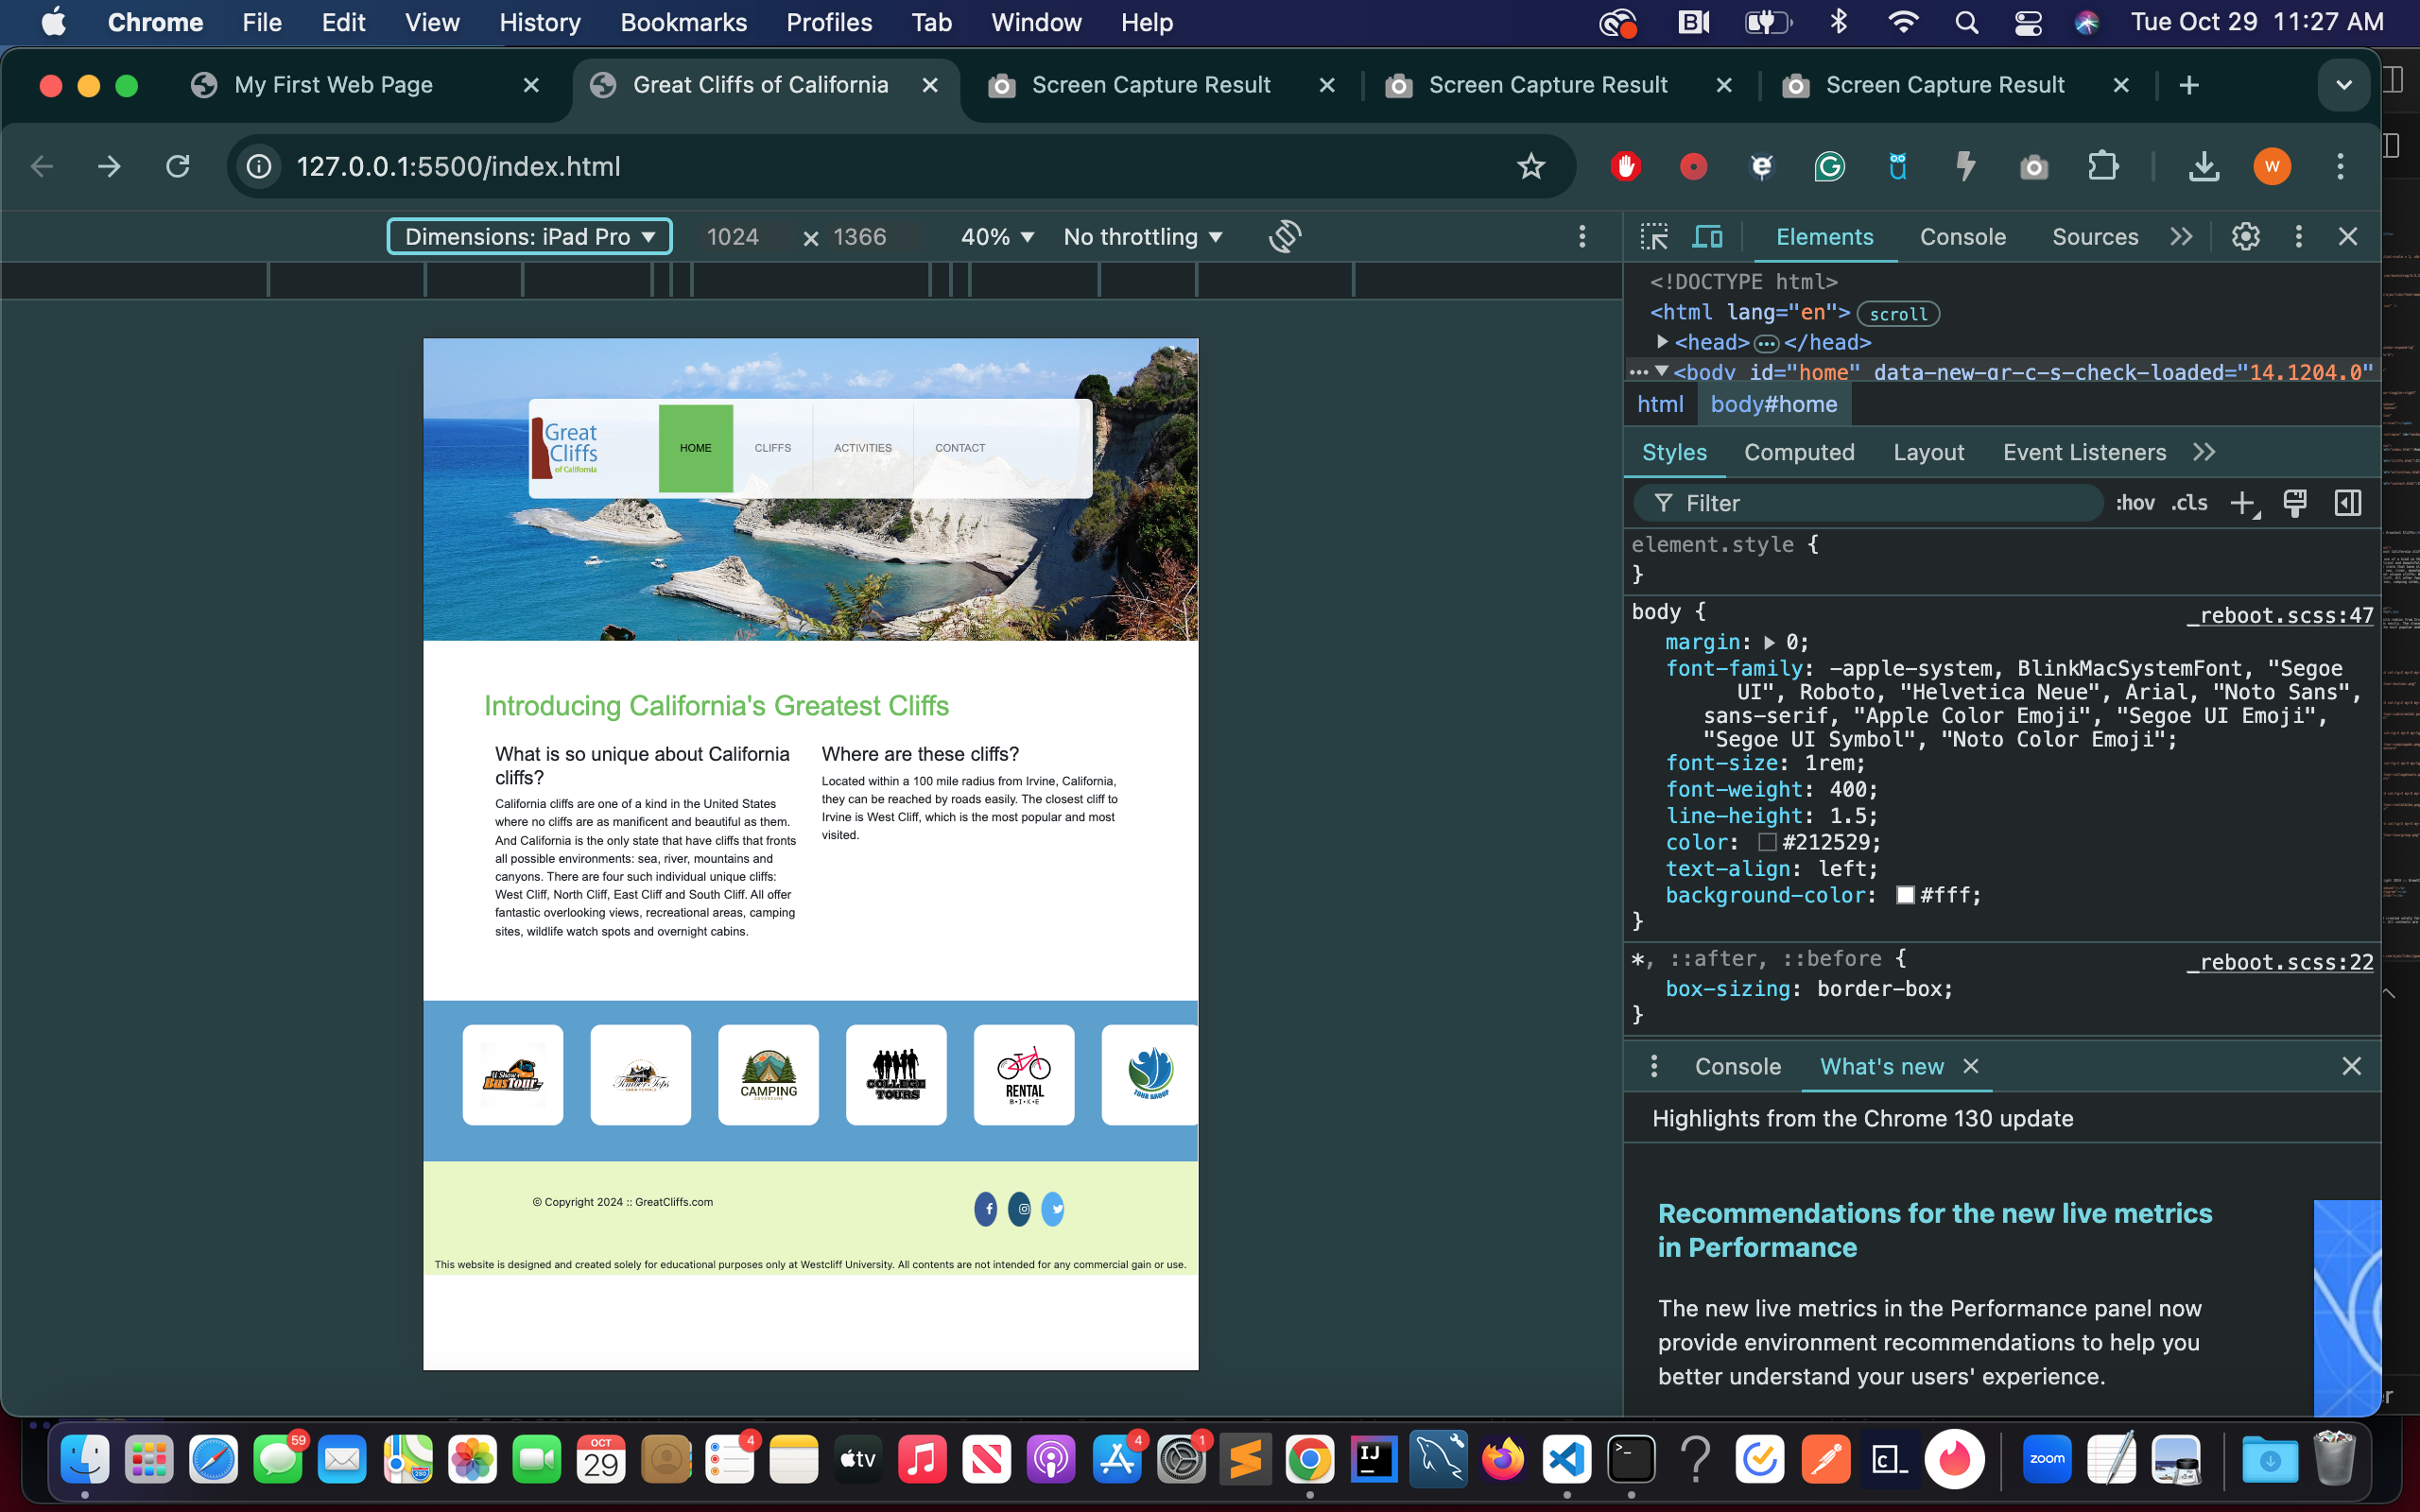 Chrome File Edit View History Bookmarks Profiles Tab Window Help Tue Oct 29 11:27 AM
My First Web Page Great Cliffs of California Screen Capture Result Screen Capture Result Screen Capture Result
127.0.0.1:5500/index.html W
Dimensions: iPad Pro 1024 × 1366 40% No throttling
Great
Cliffs
of California
HOME CLIFFS ACTIVITIES CONTACT
Introducing California's Greatest Cliffs
What is so unique about California
cliffs?
California cliffs are one of a kind in the United States
where no cliffs are as manificent and beautiful as them.
And California is the only state that have cliffs that fronts
all possible environments: sea, river, mountains and
canyons. There are four such individual unique cliffs:
West Cliff, North Cliff, East Cliff and South Cliff. All offer
fantastic overlooking views, recreational areas, camping
sites, wildlife watch spots and overnight cabins.
Where are these cliffs?
Located within a 100 mile radius from Irvine, California,
they can be reached by roads easily. The closest cliff to
Irvine is West Cliff, which is the most popular and most
visited.
U Show
BusTour
Timber Tops
CAMPING
ADVENTURE
COLLEGE
TOURS
RENTAL
B•I•K•E
TOUR GROUP
© Copyright 2024 :: GreatCliffs.com
This website is designed and created solely for educational purposes only at Westcliff University. All contents are not intended for any commercial gain or use.
Elements Console Sources
<!DOCTYPE html>
<html lang="en"> scroll
<head> ••• </head>
••• <body id="home" data-new-gr-c-s-check-loaded="14.1204.0"
html body#home
Styles Computed Layout Event Listeners
Filter :hov .cls
element.style {
}
body { _reboot.scss:47
margin: 0;
font-family: -apple-system, BlinkMacSystemFont, "Segoe
UI", Roboto, "Helvetica Neue", Arial, "Noto Sans",
sans-serif, "Apple Color Emoji", "Segoe UI Emoji",
"Segoe UI Symbol", "Noto Color Emoji";
font-size: 1rem;
font-weight: 400;
line-height: 1.5;
color: #212529;
text-align: left;
background-color: #fff;
}
*, ::after, ::before { _reboot.scss:22
box-sizing: border-box;
}
Console What's new
Highlights from the Chrome 130 update
Recommendations for the new live metrics
in Performance
The new live metrics in the Performance panel now
provide environment recommendations to help you
better understand your users' experience.
59 OCT 29 4 tv 4 1 IJ zoom